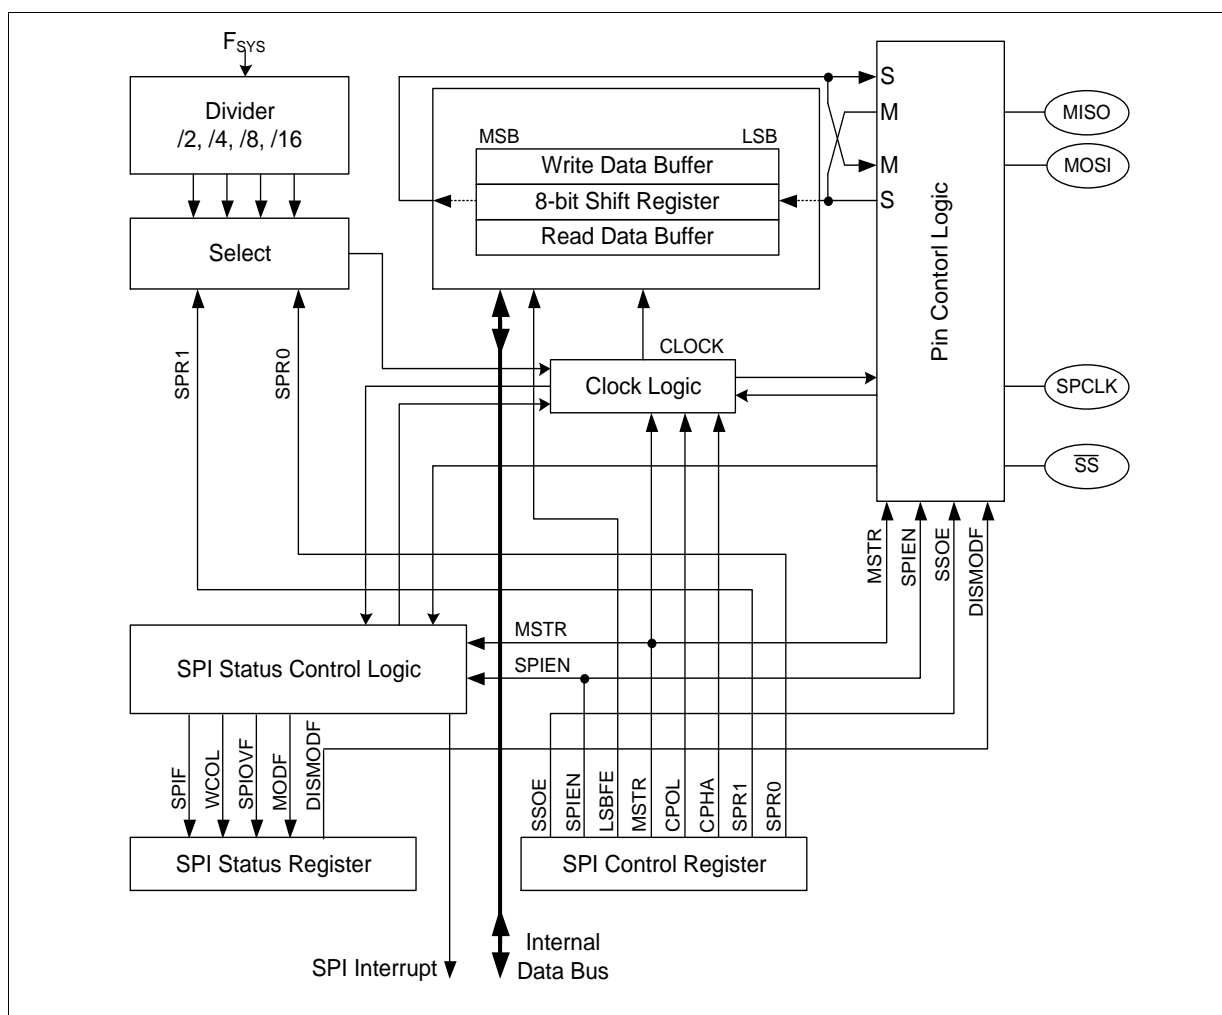 FSYS
Divider
/2, /4, /8, /16
Select
SPR1
SPR0
MSB
LSB
Write Data Buffer
8-bit Shift Register
Read Data Buffer
CLOCK
Clock Logic
S
M
M
S
Pin Contorl Logic
MISO
MOSI
SPCLK
SS
MSTR
SPIEN
SSOE
DISMODF
SPI Status Control Logic
MSTR
SPIEN
SPIF
WCOL
SPIOVF
MODF
DISMODF
SSOE
SPIEN
LSBFE
MSTR
CPOL
CPHA
SPR1
SPR0
SPI Status Register
SPI Control Register
SPI Interrupt
Internal
Data Bus